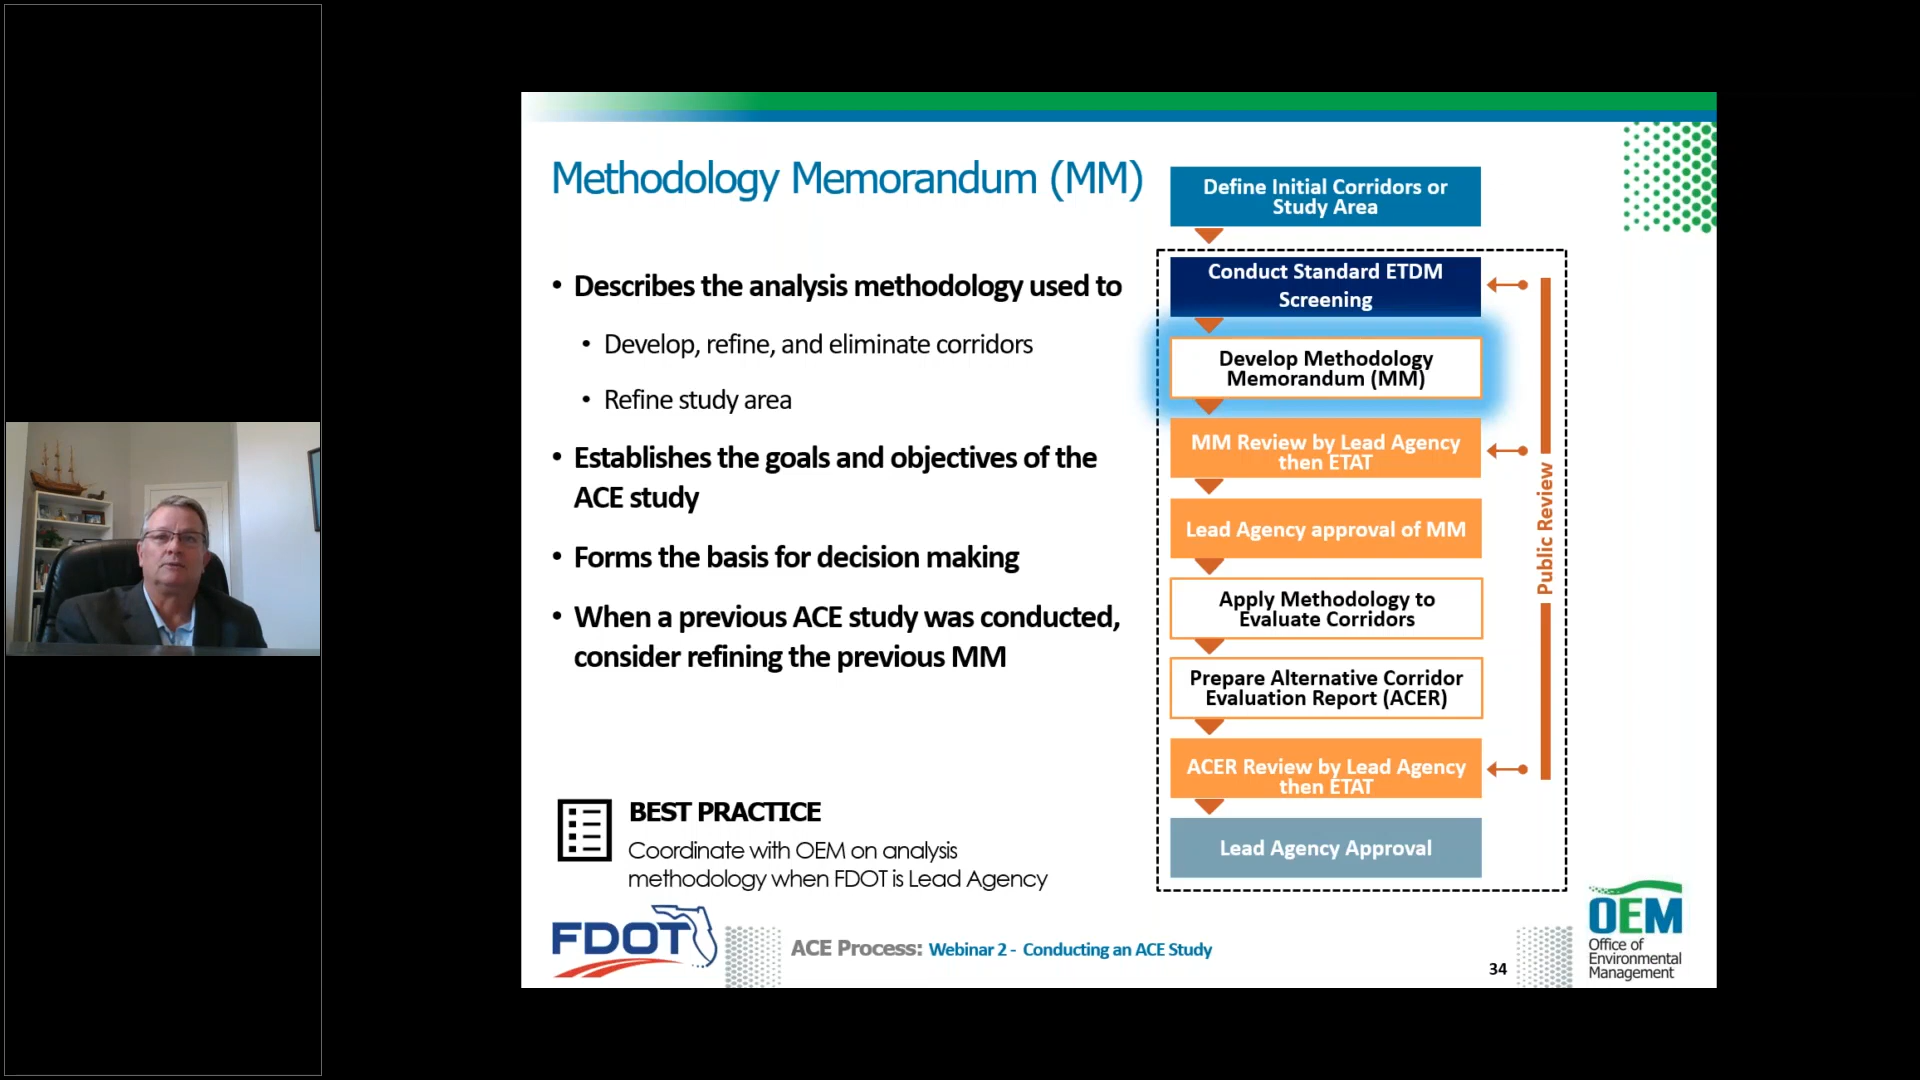 Methodology Memorandum (MM)
• Describes the analysis methodology used to
• Develop, refine, and eliminate corridors
• Refine study area
• Establishes the goals and objectives of the
ACE study
• Forms the basis for decision making
• When a previous ACE study was conducted,
consider refining the previous MM
BEST PRACTICE
Coordinate with OEM on analysis
methodology when FDOT is Lead Agency
Define Initial Corridors or
Study Area
Conduct Standard ETDM
Screening
Develop Methodology
Memorandum (MM)
MM Review by Lead Agency
then ETAT
Lead Agency approval of MM
Apply Methodology to
Evaluate Corridors
Prepare Alternative Corridor
Evaluation Report (ACER)
ACER Review by Lead Agency
then ETAT
Lead Agency Approval
Public Review
FDOT
ACE Process: Webinar 2 - Conducting an ACE Study
34
OEM
Office of
Environmental
Management